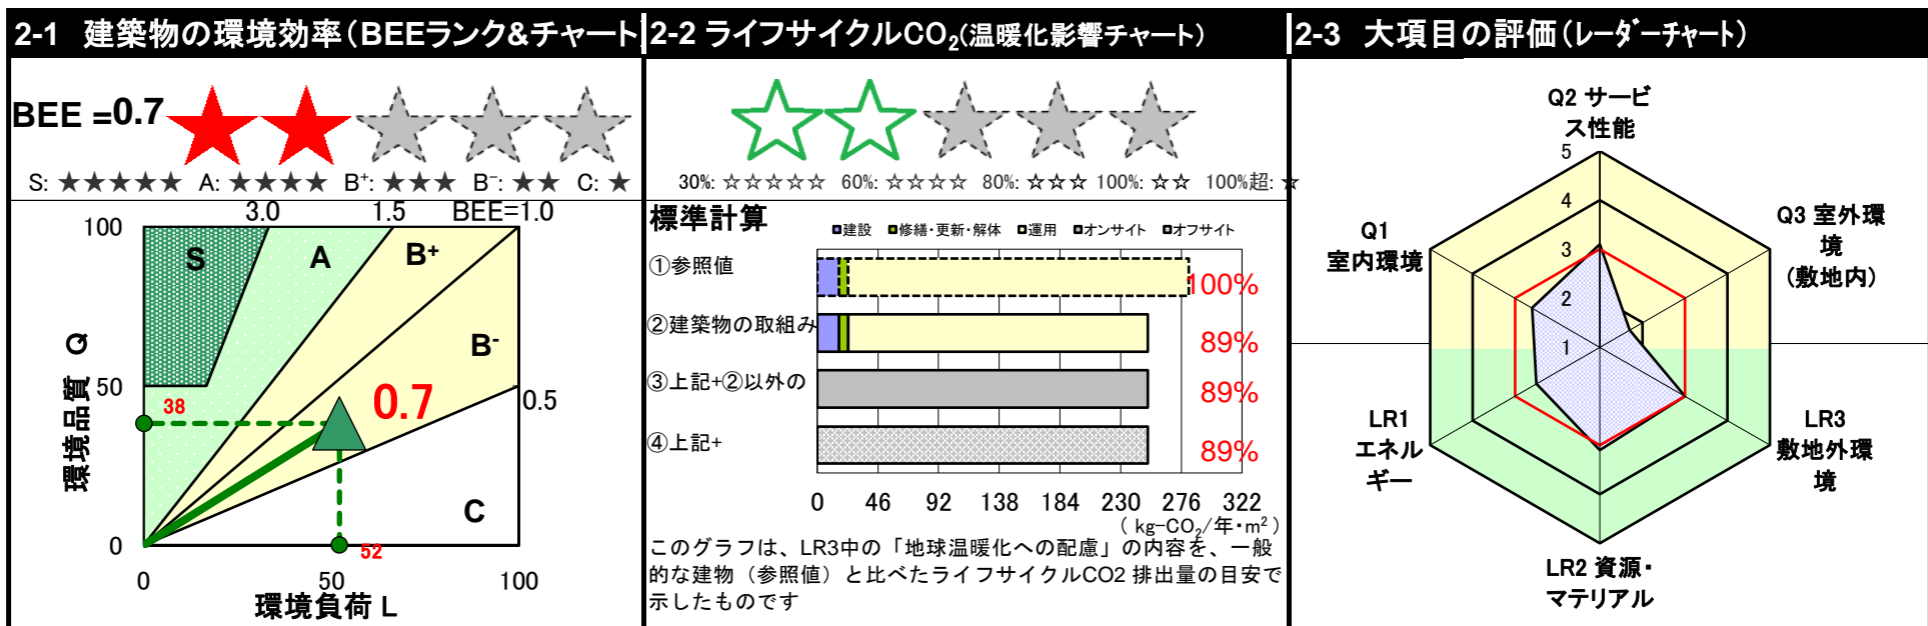 2-1 建築物の環境効率(BEEランク&チャート
BEE =0.7
S: ★★★★★ A: ★★★★ B+: ★★★ B-: ★★ C: ★
3.0 1.5 BEE=1.0
100
S A B+
B-
50
環境品質 Q
38
0.7
0.5
C
0
52
0 50 100
環境負荷 L
2-2 ライフサイクルCO2(温暖化影響チャート)
30%: ☆☆☆☆☆ 60%: ☆☆☆☆ 80%: ☆☆☆ 100%: ☆☆ 100%超: ☆
標準計算
建設 修繕・更新・解体 運用 オンサイト オフサイト
①参照値 100%
②建築物の取組み 89%
③上記+②以外の 89%
④上記+ 89%
0 46 92 138 184 230 276 322
( kg-CO2/年・m2 )
このグラフは、LR3中の「地球温暖化への配慮」の内容を、一般
的な建物（参照値）と比べたライフサイクルCO2 排出量の目安で
示したものです
2-3 大項目の評価(レーダーチャート)
Q2 サービ
ス性能
5
4
3
2
1
Q1
室内環境
Q3 室外環
境
(敷地内)
LR1
エネル
ギー
LR3
敷地外環
境
LR2 資源・
マテリアル